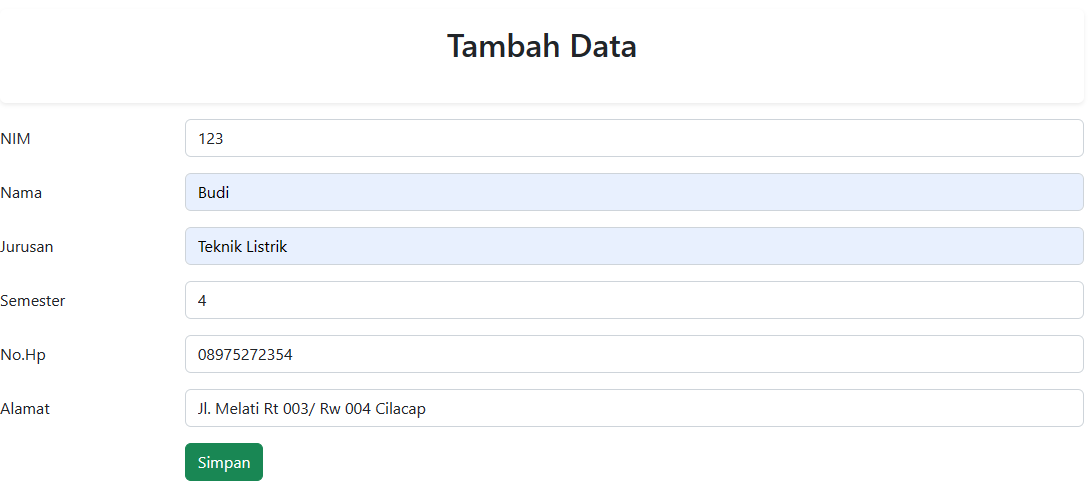 Tambah Data
NIM 123
Nama Budi
Jurusan Teknik Listrik
Semester 4
No.Hp 08975272354
Alamat Jl. Melati Rt 003/ Rw 004 Cilacap
Simpan